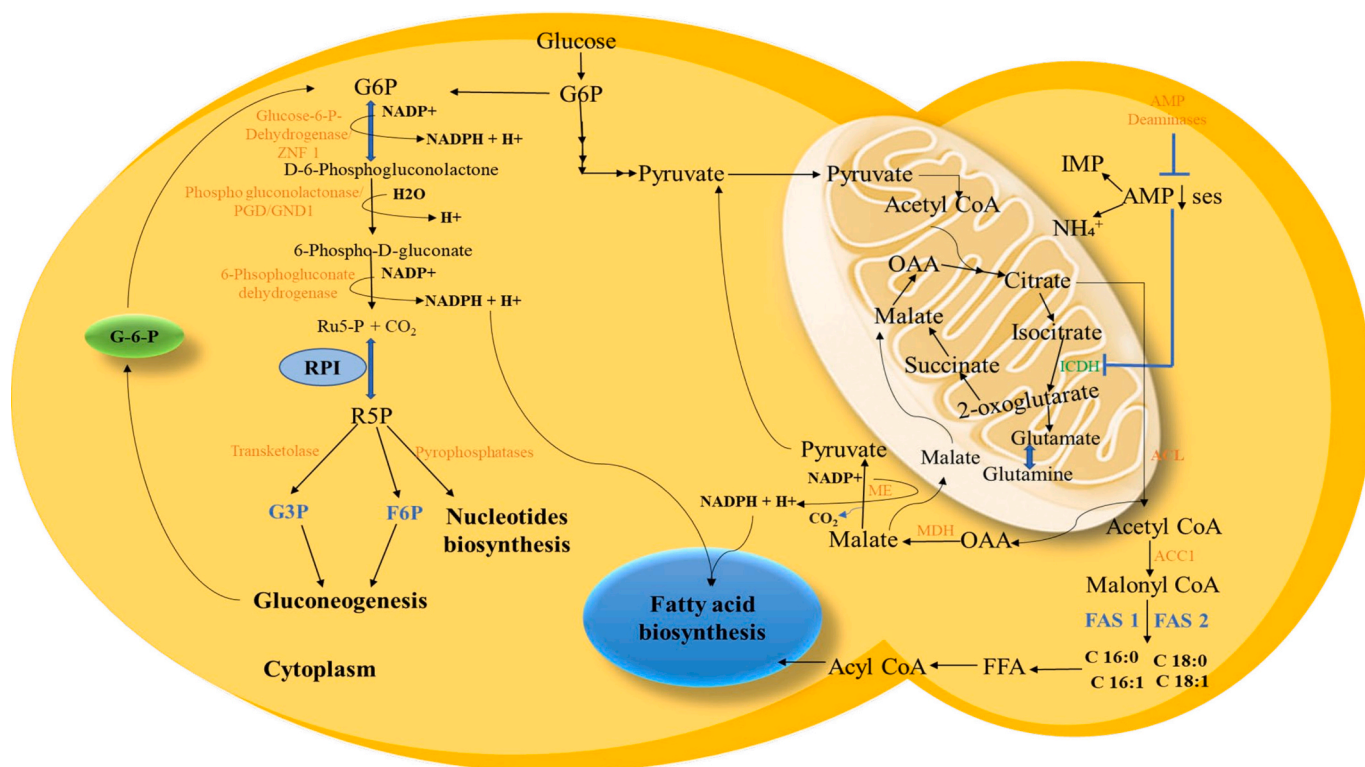 Glucose
G6P
G6P
NADP+
Glucose-6-P-
Dehydrogenase/
ZNF 1
NADPH + H+
D-6-Phosphogluconolactone
Phospho gluconolactonase/
PGD/GND1
H2O
H+
6-Phospho-D-gluconate
6-Phsophogluconate
dehydrogenase
NADP+
NADPH + H+
Ru5-P + CO₂
RPI
G-6-P
R5P
Transketolase
Pyrophosphatases
G3P
F6P
Nucleotides
biosynthesis
Gluconeogenesis
Cytoplasm
Pyruvate
Pyruvate
Acetyl CoA
OAA
Citrate
Malate
Isocitrate
Succinate
ICDH
2-oxoglutarate
Glutamate
Malate
Glutamine
AMP
Deaminases
IMP
AMP
ses
NH₄⁺
Pyruvate
NADP+
ME
NADPH + H+
CO₂
Malate
MDH
OAA
ACL
Acetyl CoA
ACC1
Malonyl CoA
FAS 1
FAS 2
C 16:0
C 18:0
C 16:1
C 18:1
FFA
Acyl CoA
Fatty acid
biosynthesis